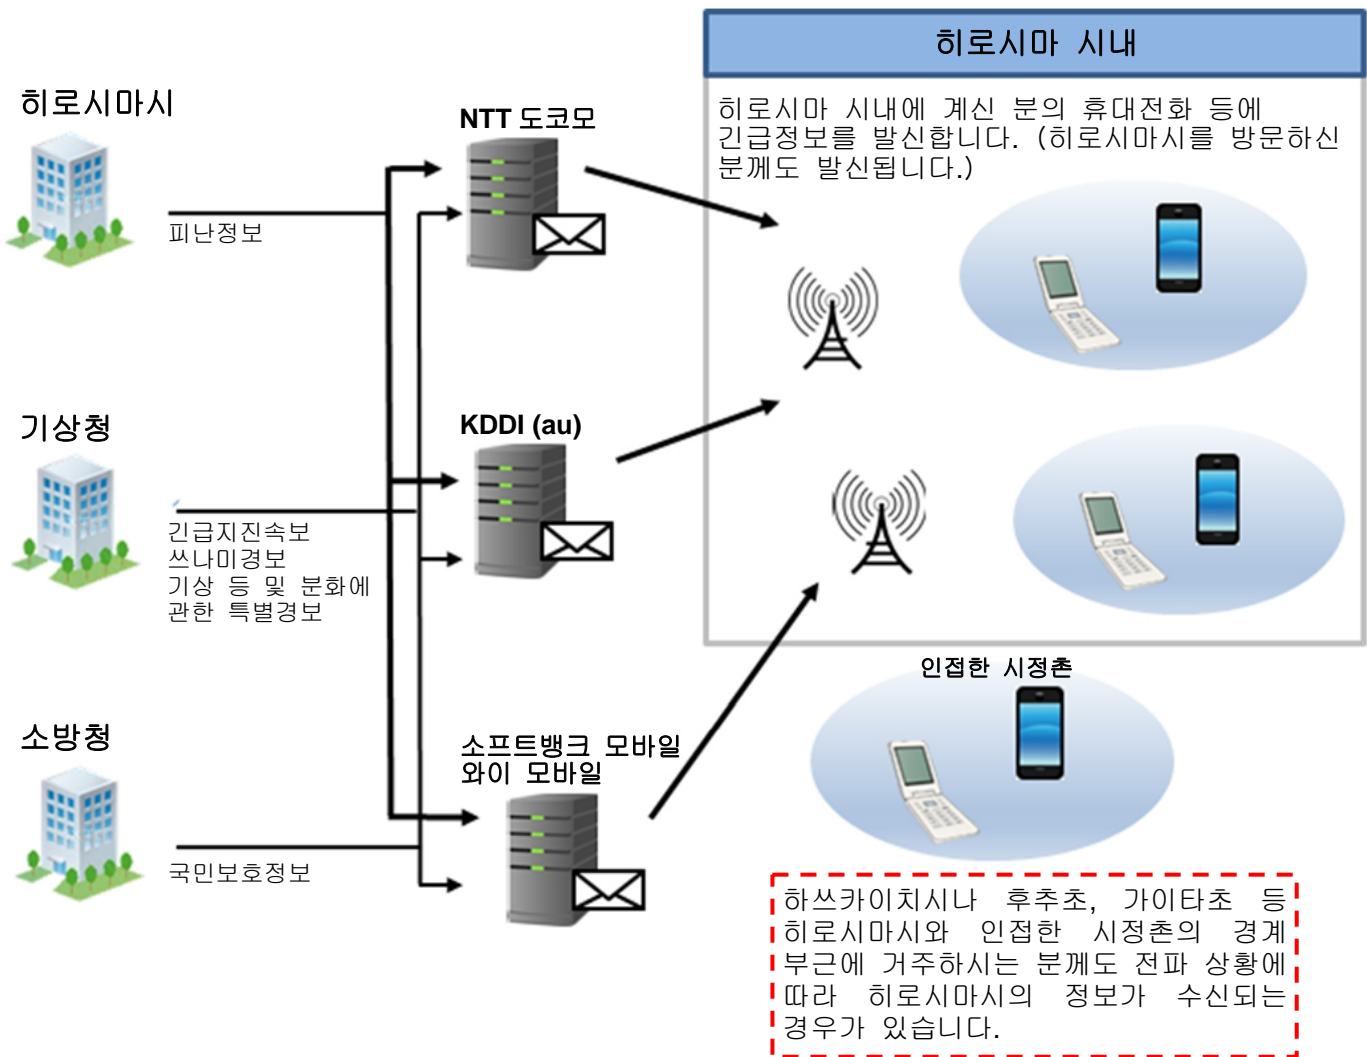 히로시마 시내
히로시마 시내에 계신 분의 휴대전화 등에
긴급정보를 발신합니다. (히로시마시를 방문하신
분께도 발신됩니다.)
히로시마시
피난정보
NTT 도코모
기상청
긴급지진속보
쓰나미경보
기상 등 및 분화에
관한 특별경보
KDDI (au)
소방청
국민보호정보
소프트뱅크 모바일
와이 모바일
인접한 시정촌
하쓰카이치시나 후추초, 가이타초 등
히로시마시와 인접한 시정촌의 경계
부근에 거주하시는 분께도 전파 상황에
따라 히로시마시의 정보가 수신되는
경우가 있습니다.